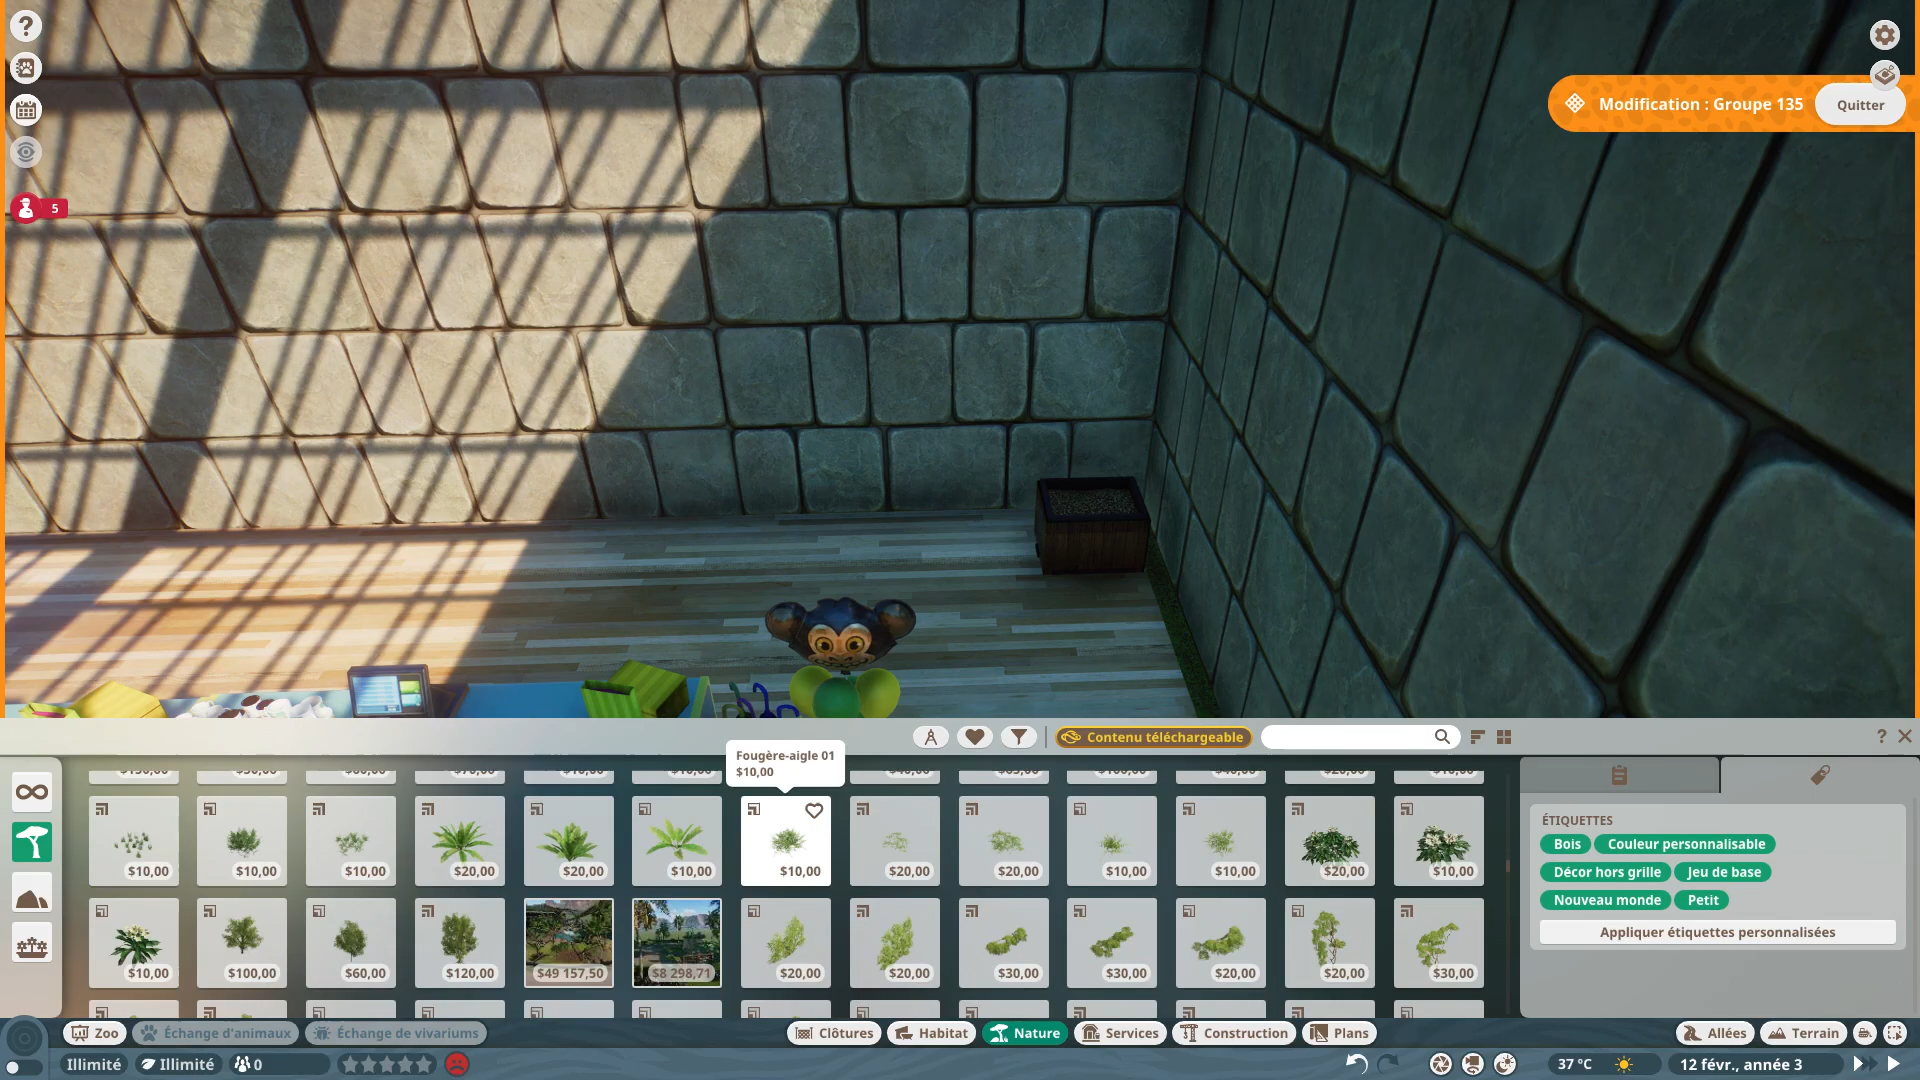 Modification : Groupe 135
Quitter
5
Contenu téléchargeable
?
Fougère-aigle 01
$10,00
$10,00 $10,00 $10,00 $20,00 $20,00 $10,00 $10,00 $20,00 $20,00 $10,00 $10,00 $20,00 $10,00
$10,00 $100,00 $60,00 $120,00 $49 157,50 $8 298,71 $20,00 $20,00 $30,00 $30,00 $20,00 $20,00 $30,00
ÉTIQUETTES
Bois Couleur personnalisable
Décor hors grille Jeu de base
Nouveau monde Petit
Appliquer étiquettes personnalisées
Zoo Échange d'animaux Échange de vivariums Clôtures Habitat Nature Services Construction Plans Allées Terrain
Illimité Illimité 0 37 °C 12 févr., année 3